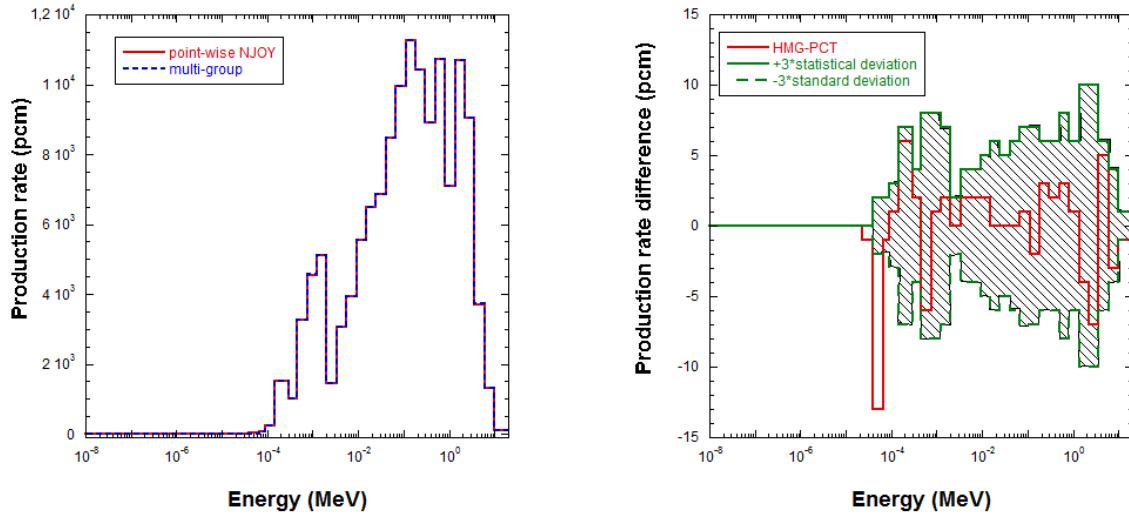 1,2 10⁴
1 10⁴
8 10³
6 10³
4 10³
2 10³
0
Production rate (pcm)
point-wise NJOY
multi-group
10⁻⁸
10⁻⁶
10⁻⁴
10⁻²
10⁰
Energy (MeV)
15
10
5
0
-5
-10
-15
Production rate difference (pcm)
HMG-PCT
+3*statistical deviation
-3*standard deviation
10⁻⁸
10⁻⁶
10⁻⁴
10⁻²
10⁰
Energy (MeV)